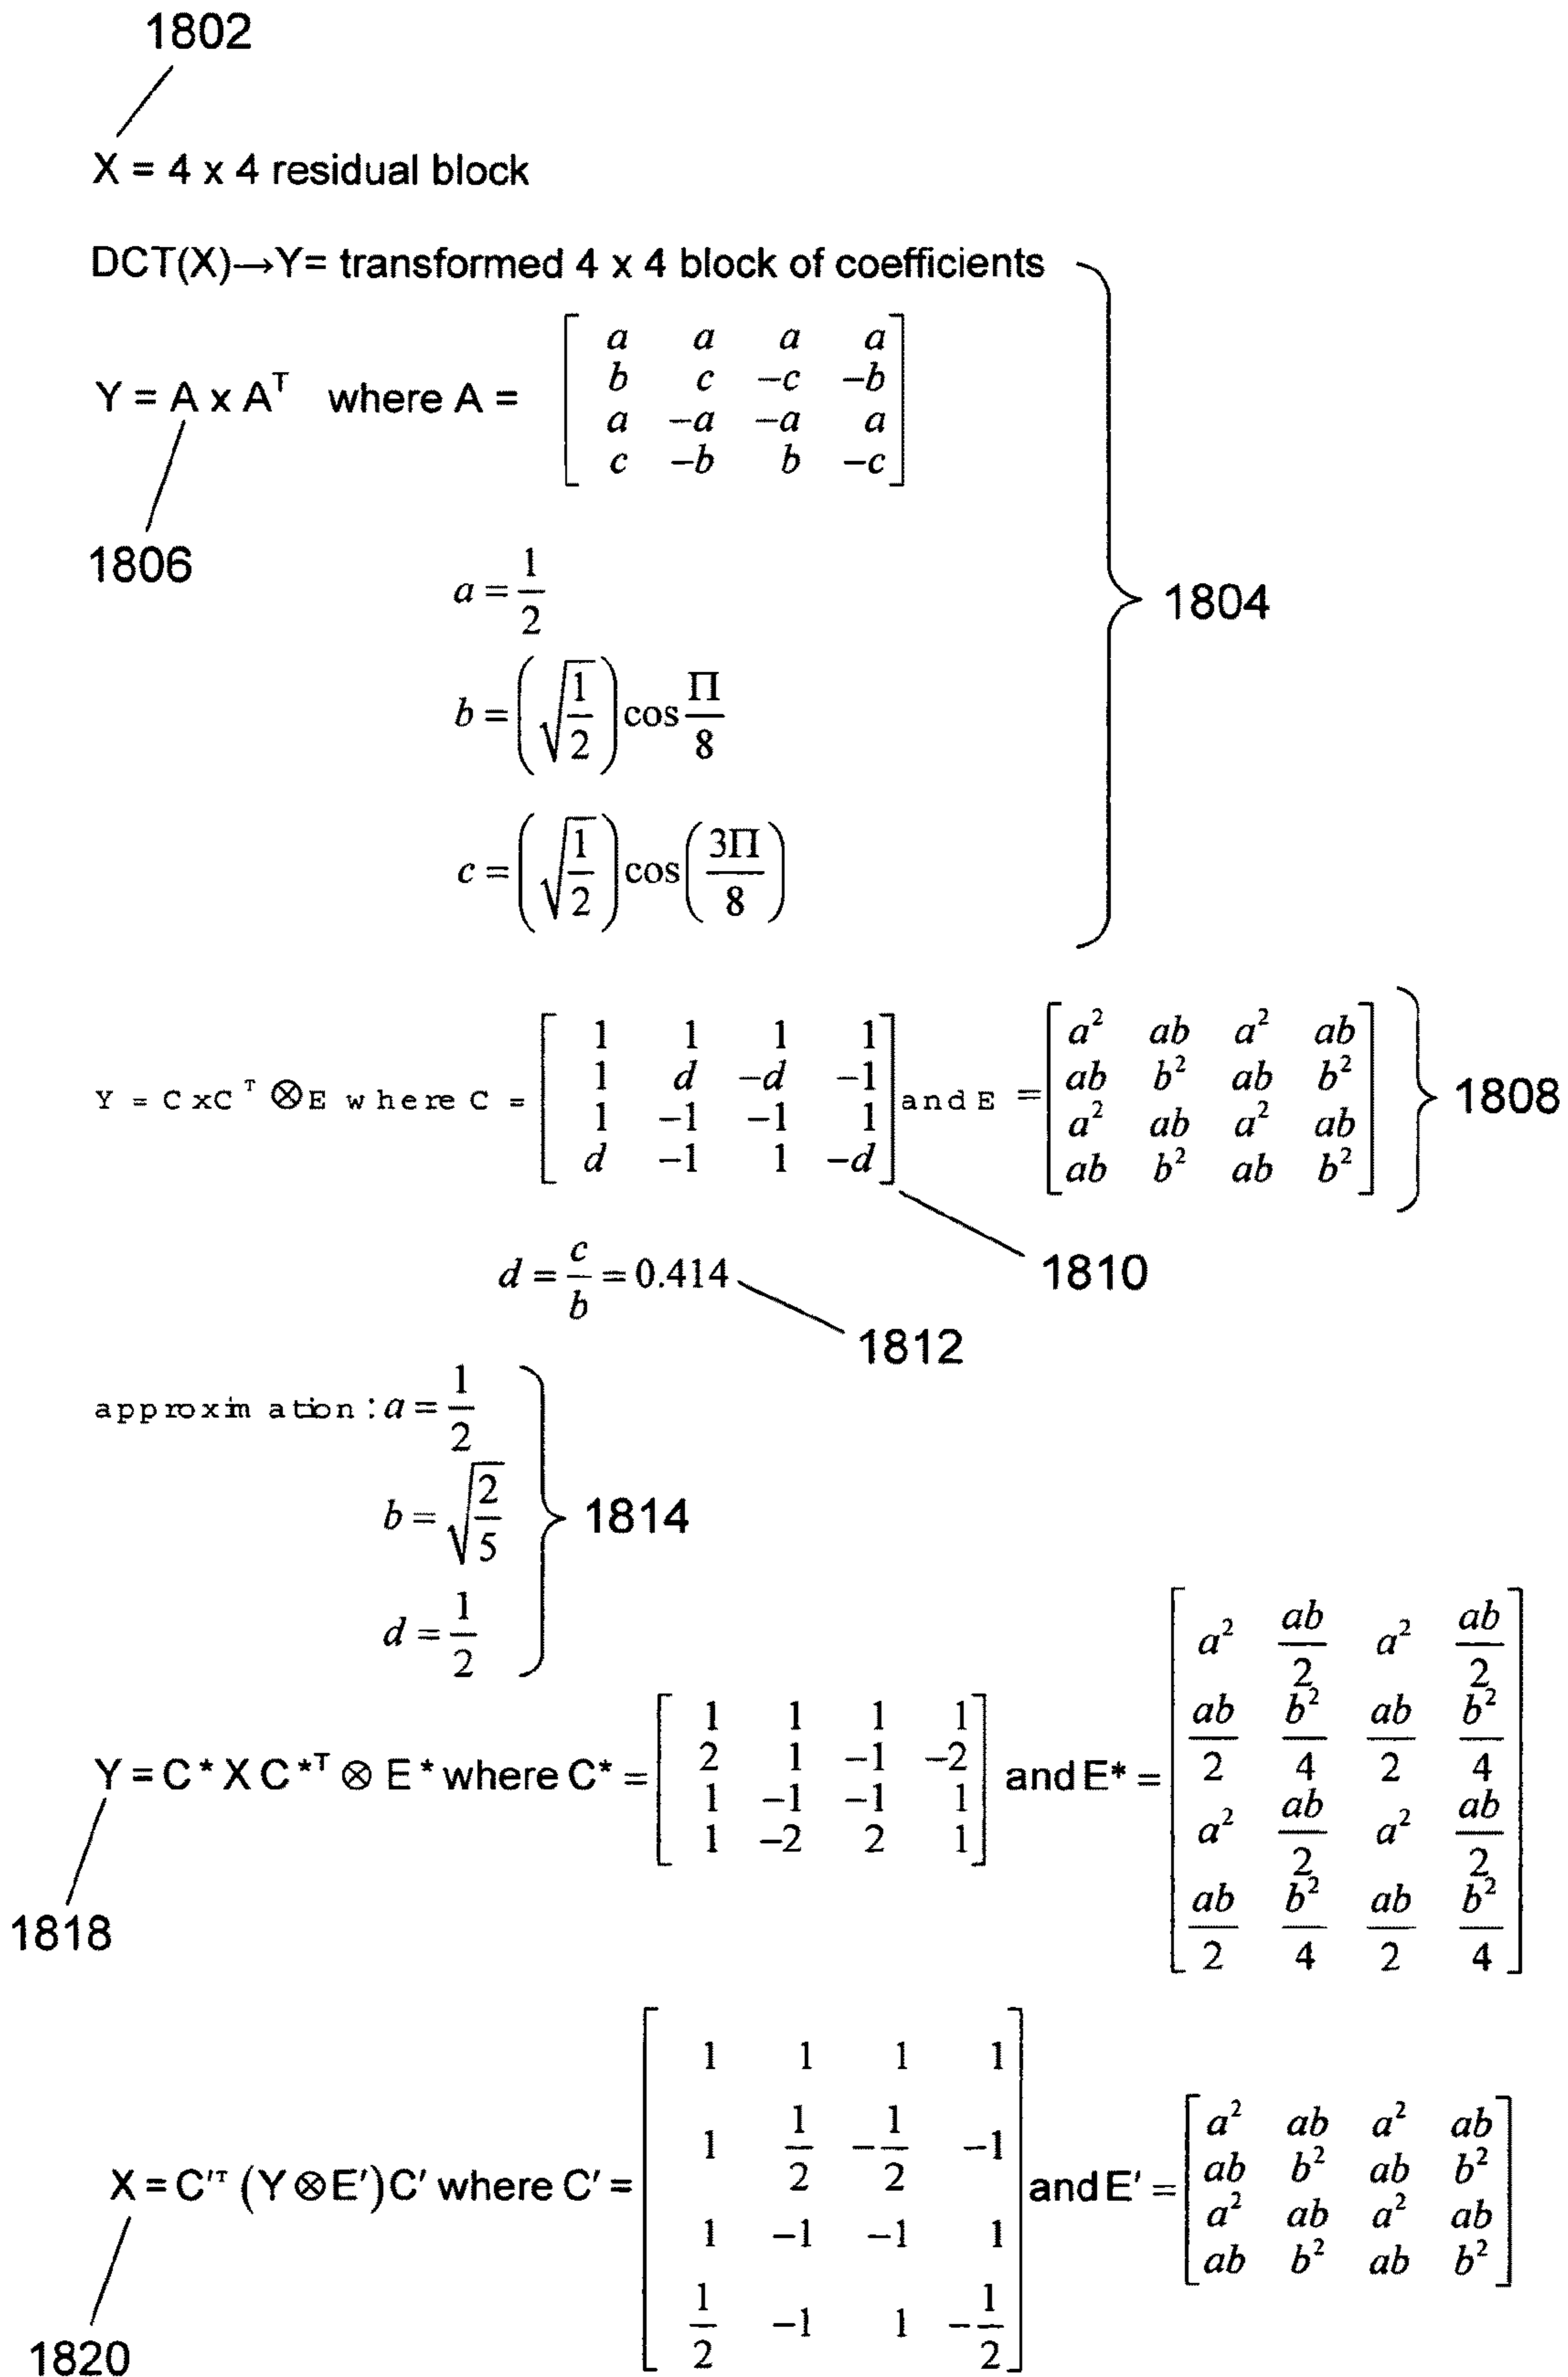 1802
X = 4 x 4 residual block
DCT(X)→Y= transformed 4 x 4 block of coefficients
Y = A x Aᵀ where A = [ a a a a
b c −c −b
a −a −a a
c −b b −c ]
1806
a = 1/2
1804
b = (√(1/2)) cos Π/8
c = (√(1/2)) cos(3Π/8)
Y = C x C ᵀ ⊗ E where C = [ 1 1 1 1
1 d −d −1
1 −1 −1 1
d −1 1 −d ] and E = [ a² ab a² ab
ab b² ab b²
a² ab a² ab
ab b² ab b² ]
1808
1810
d = c/b = 0.414
1812
approximation : a = 1/2
b = √(2/5)
1814
d = 1/2
Y = C * X C *ᵀ ⊗ E * where C* = [ 1 1 1 1
2 1 −1 −2
1 −1 −1 1
1 −2 2 1 ] and E* = [ a² ab/2 a² ab/2
ab/2 b²/4 ab/2 b²/4
a² ab/2 a² ab/2
ab/2 b²/4 ab/2 b²/4 ]
1818
X = C′ᵀ (Y ⊗ E′) C′ where C′ = [ 1 1 1 1
1 1/2 −1/2 −1
1 −1 −1 1
1/2 −1 1 −1/2 ] and E′ = [ a² ab a² ab
ab b² ab b²
a² ab a² ab
ab b² ab b² ]
1820